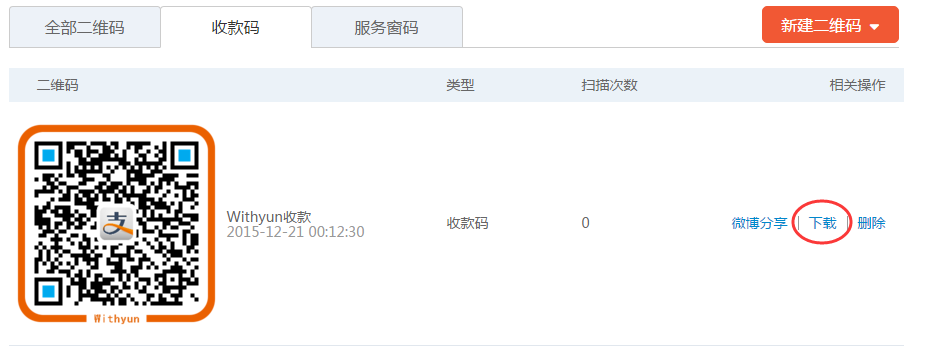 全部二维码 收款码 服务窗码 新建二维码
二维码 类型 扫描次数 相关操作
Withyun收款
2015-12-21 00:12:30
收款码 0 微博分享 | 下载 | 删除
支
Withyun